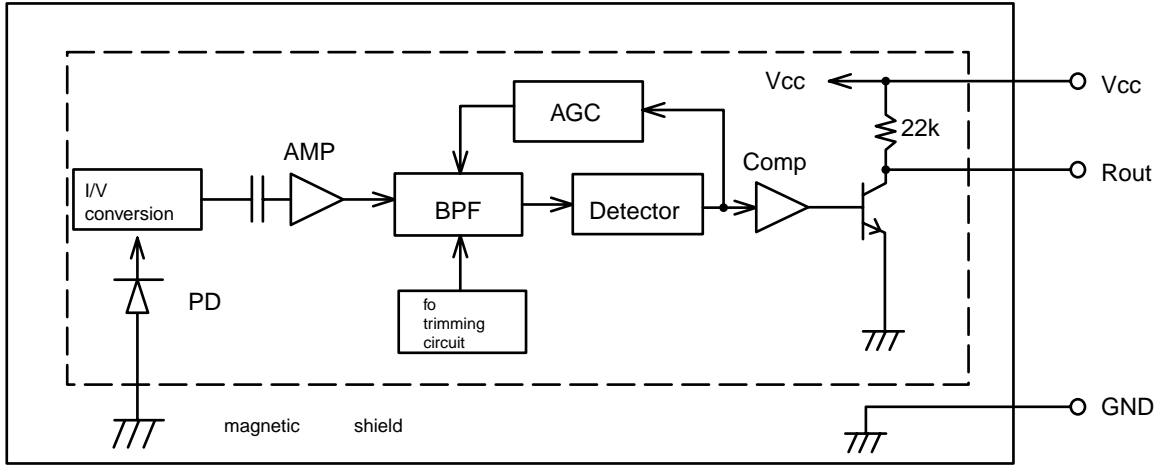 Vcc
Vcc
AGC
22k
AMP
Comp
Rout
I/V
conversion
BPF
Detector
PD
fo
trimming
circuit
GND
magnetic shield